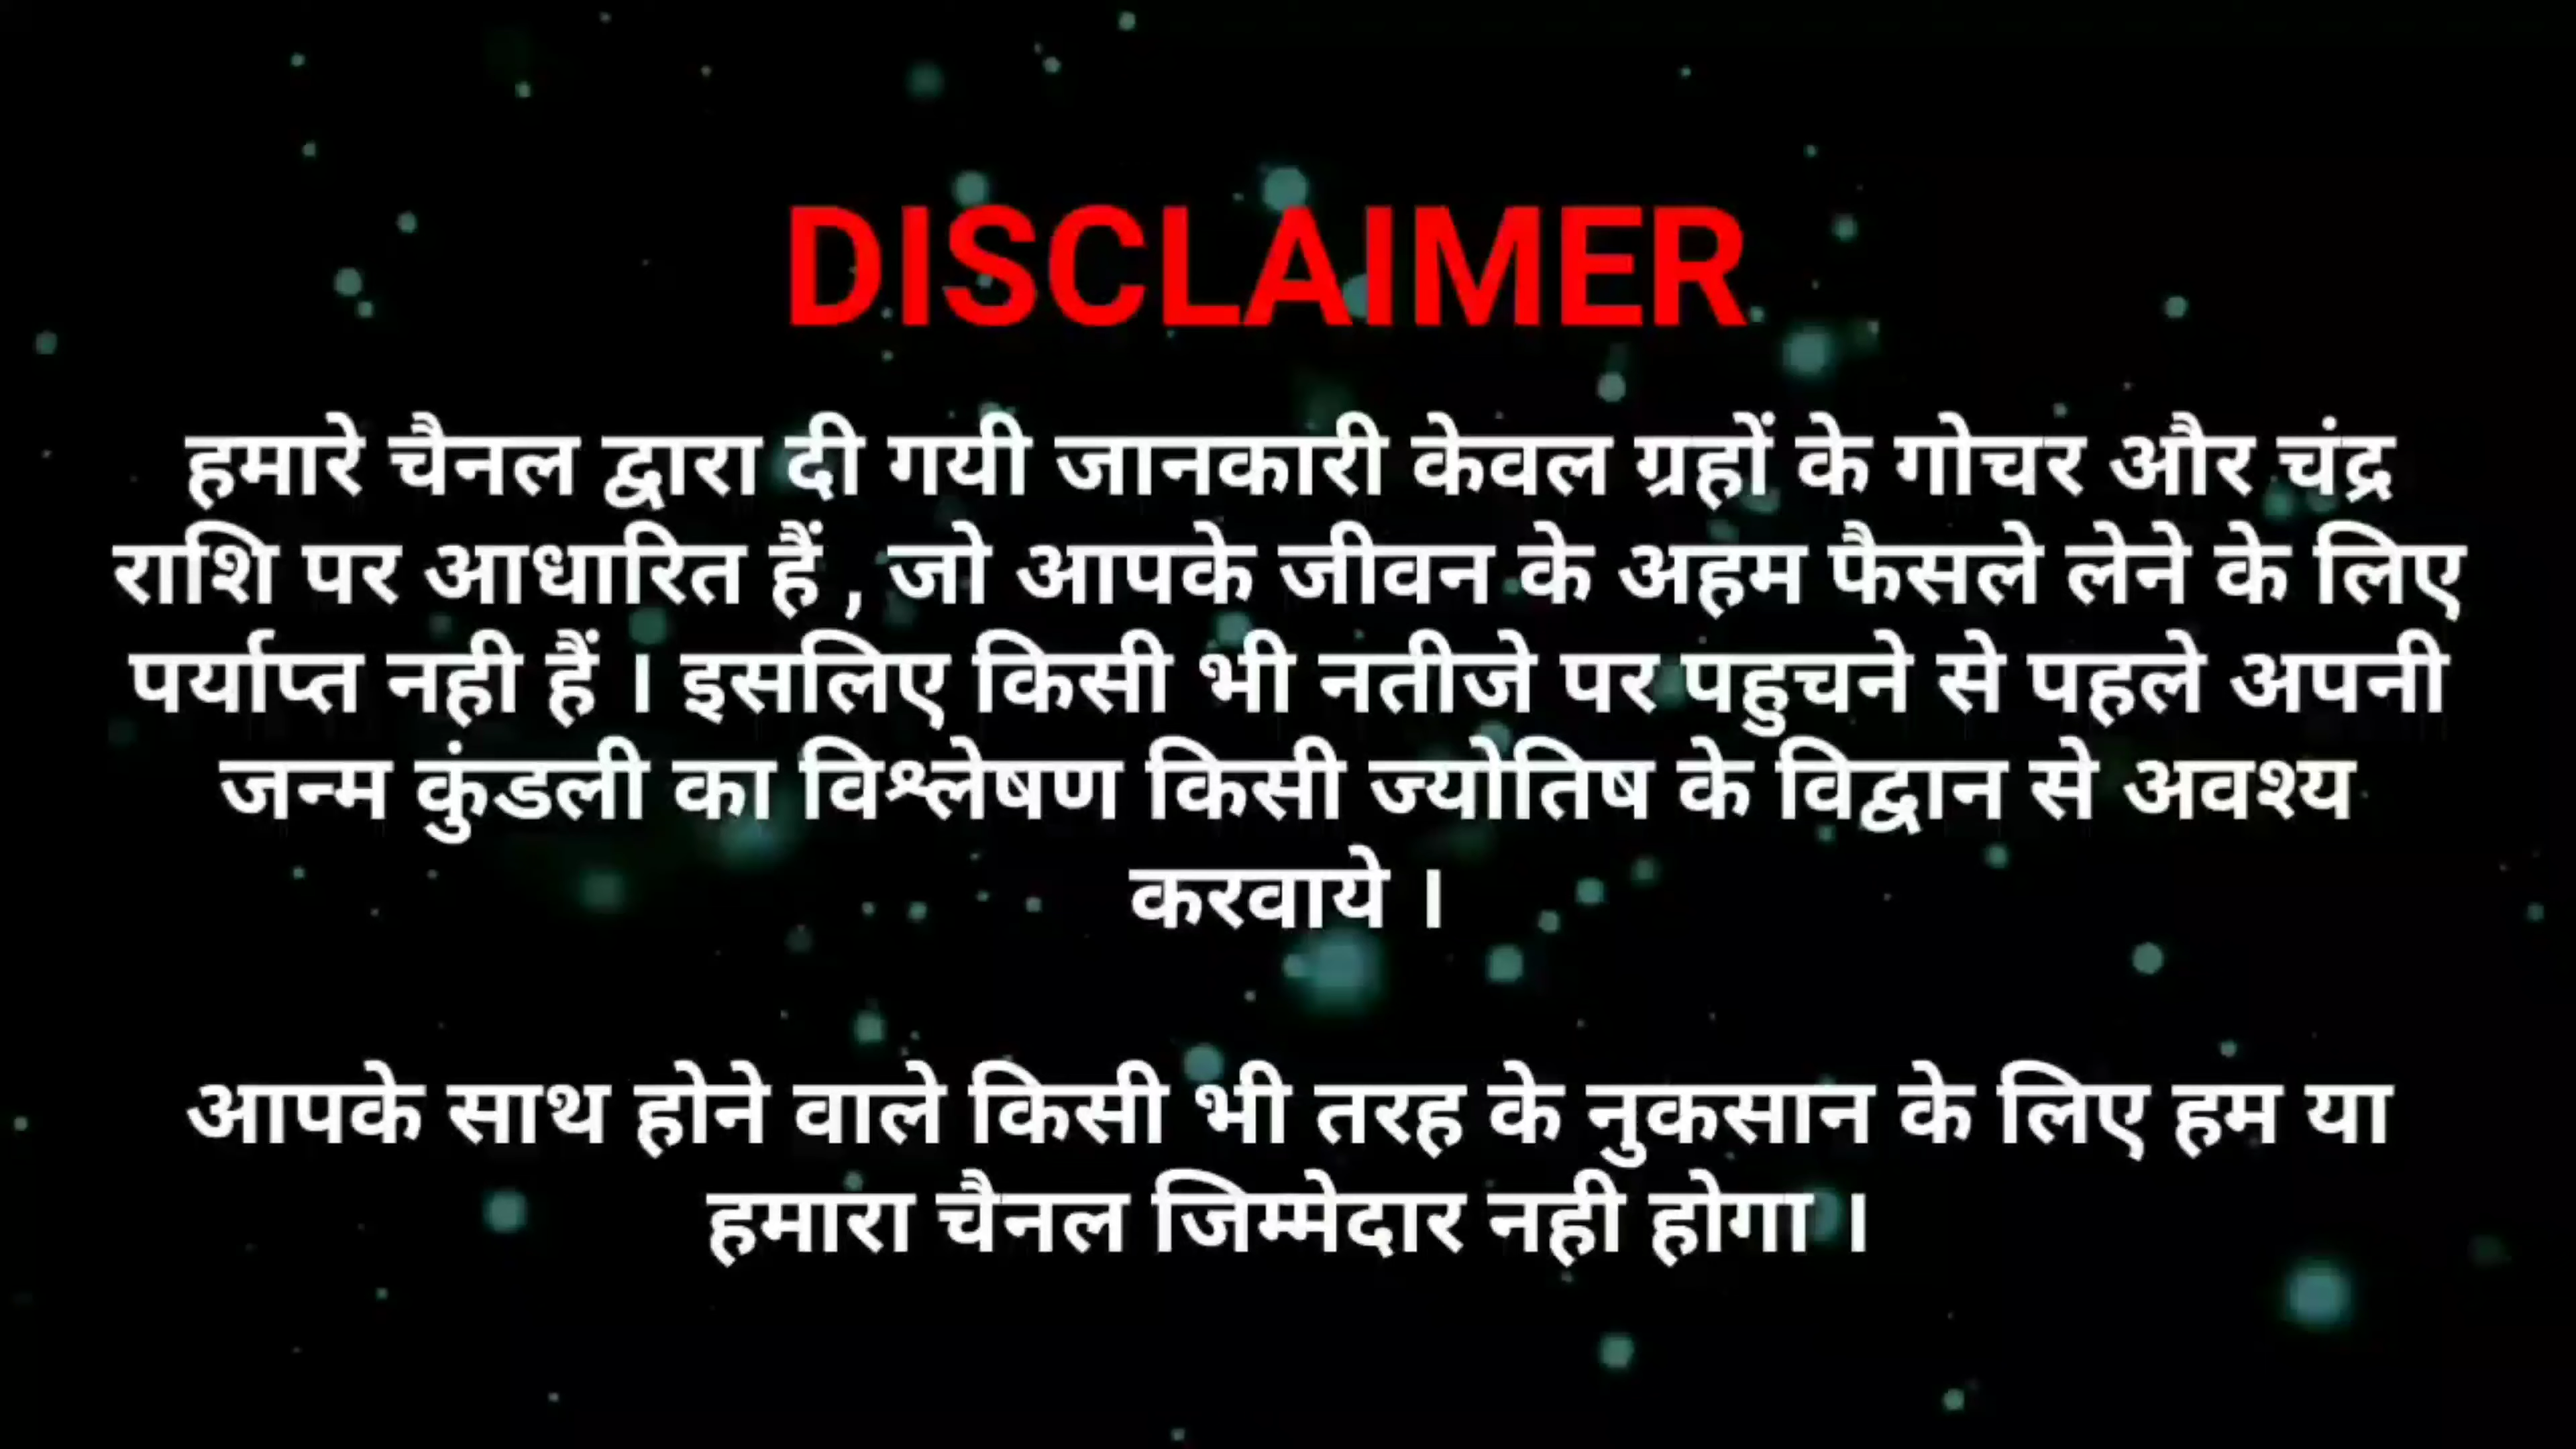 DISCLAIMER
हमारे चैनल द्वारा दी गयी जानकारी केवल ग्रहों के गोचर और चंद्र
राशि पर आधारित हैं , जो आपके जीवन के अहम फैसले लेने के लिए
पर्याप्त नही हैं । इसलिए किसी भी नतीजे पर पहुचने से पहले अपनी
जन्म कुंडली का विश्लेषण किसी ज्योतिष के विद्वान से अवश्य
करवाये ।
आपके साथ होने वाले किसी भी तरह के नुकसान के लिए हम या
हमारा चैनल जिम्मेदार नही होगा ।